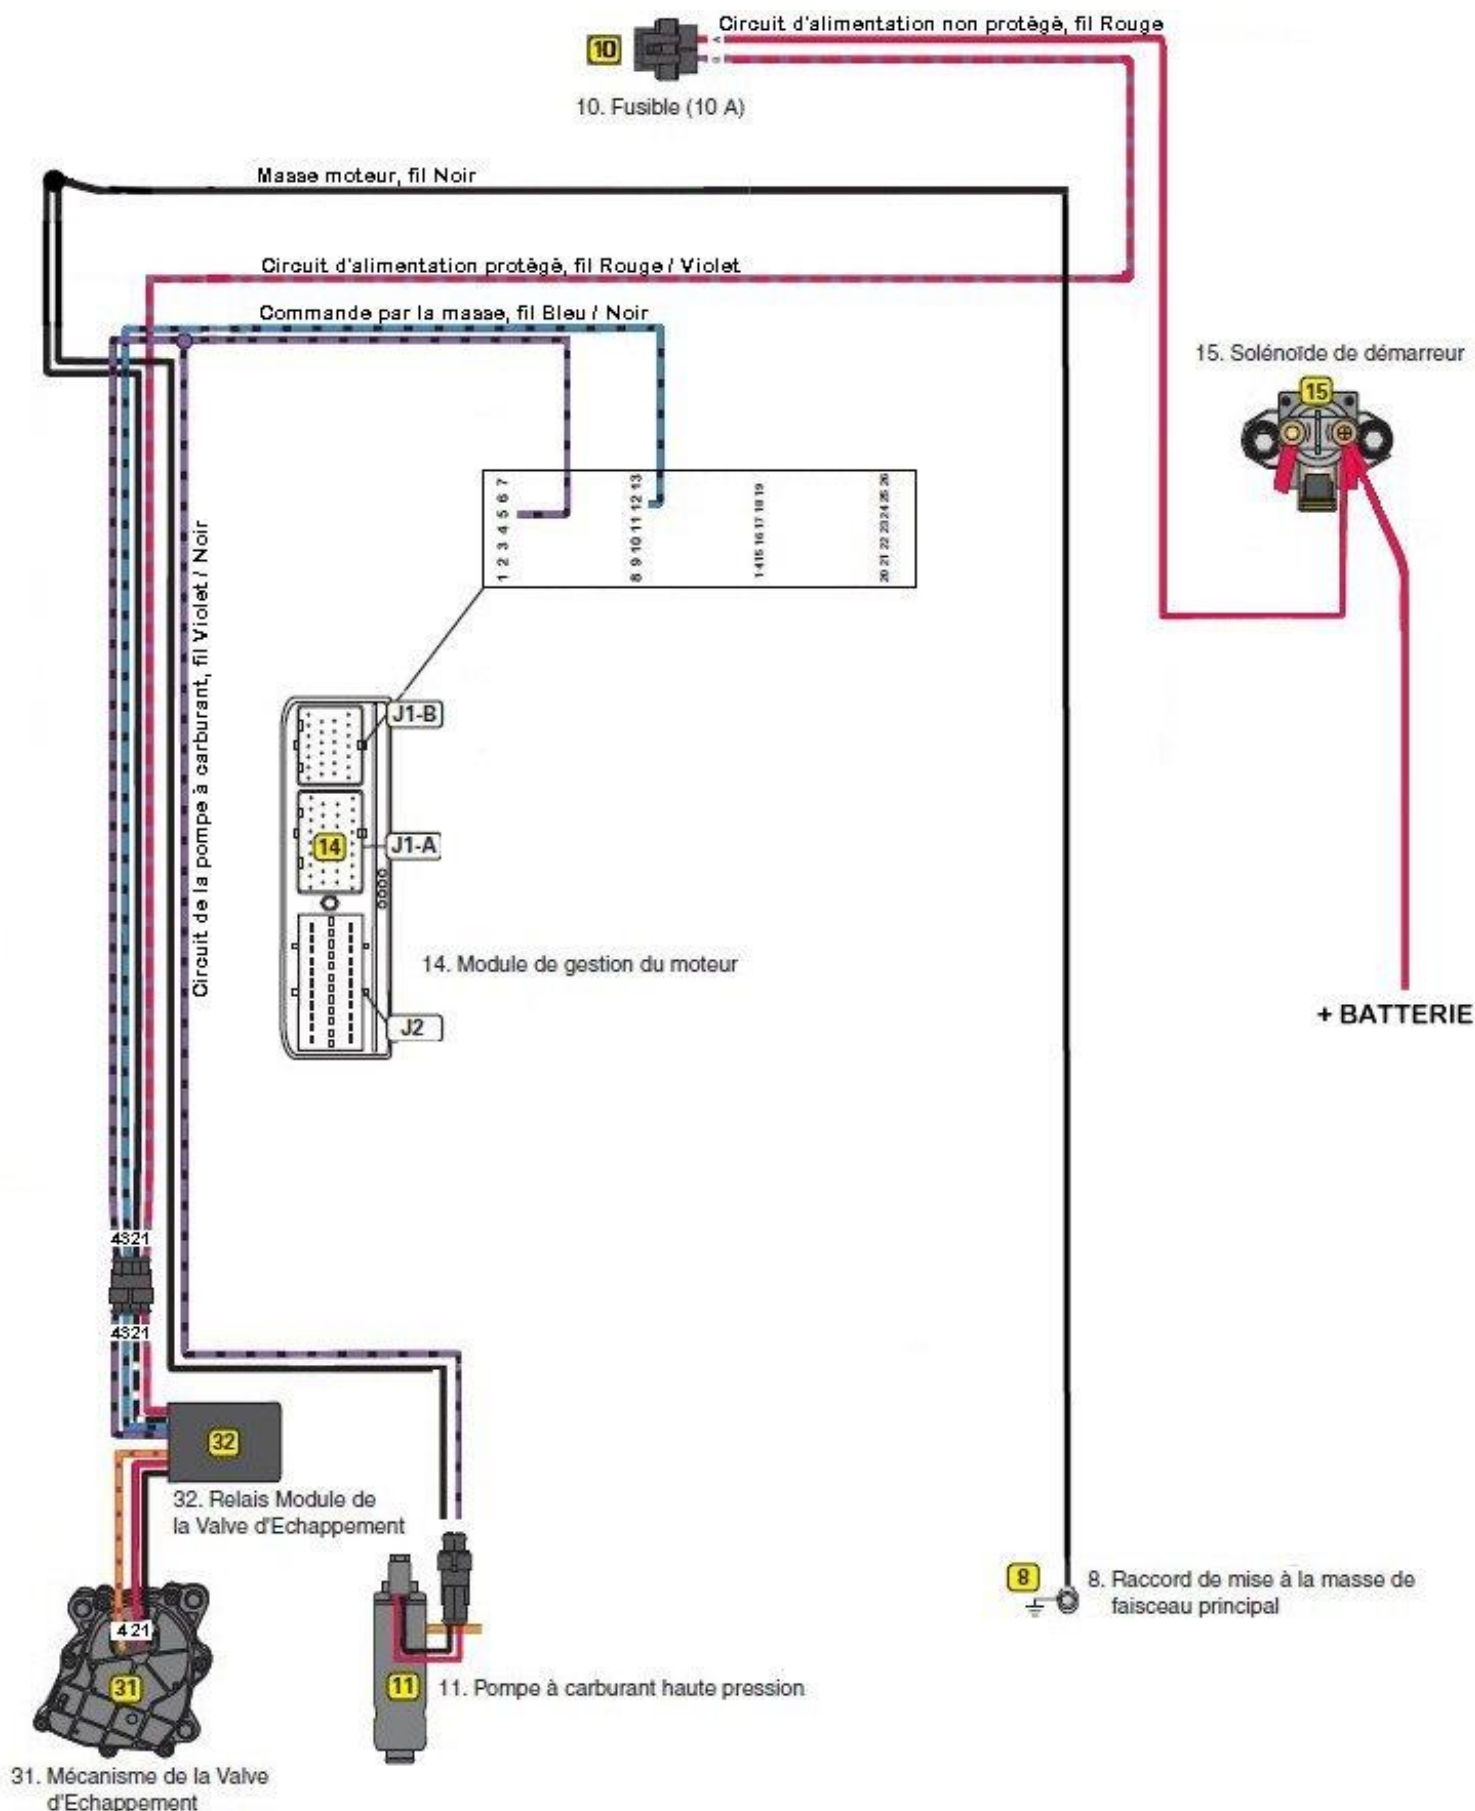 Circuit d'alimentation non protègè, fil Rouge
10
A
B
10. Fusible (10 A)
Masse moteur, fil Noir
Circuit d'alimentation protègè, fil Rouge / Violet
Commande par la masse, fil Bleu / Noir
15. Solénoïde de démarreur
15
1 2 3 4 5 6 7
8 9 10 11 12 13
14 15 16 17 18 19
20 21 22 23 24 25 26
Circuit de la pompe à carburant, fil Violet / Noir
J1-B
14
J1-A
14. Module de gestion du moteur
J2
+ BATTERIE
4321
4321
32
32. Relais Module de
la Valve d'Echappement
8
8. Raccord de mise à la masse de
faisceau principal
421
31
11
11. Pompe à carburant haute pression
31. Mécanisme de la Valve
d'Echappement